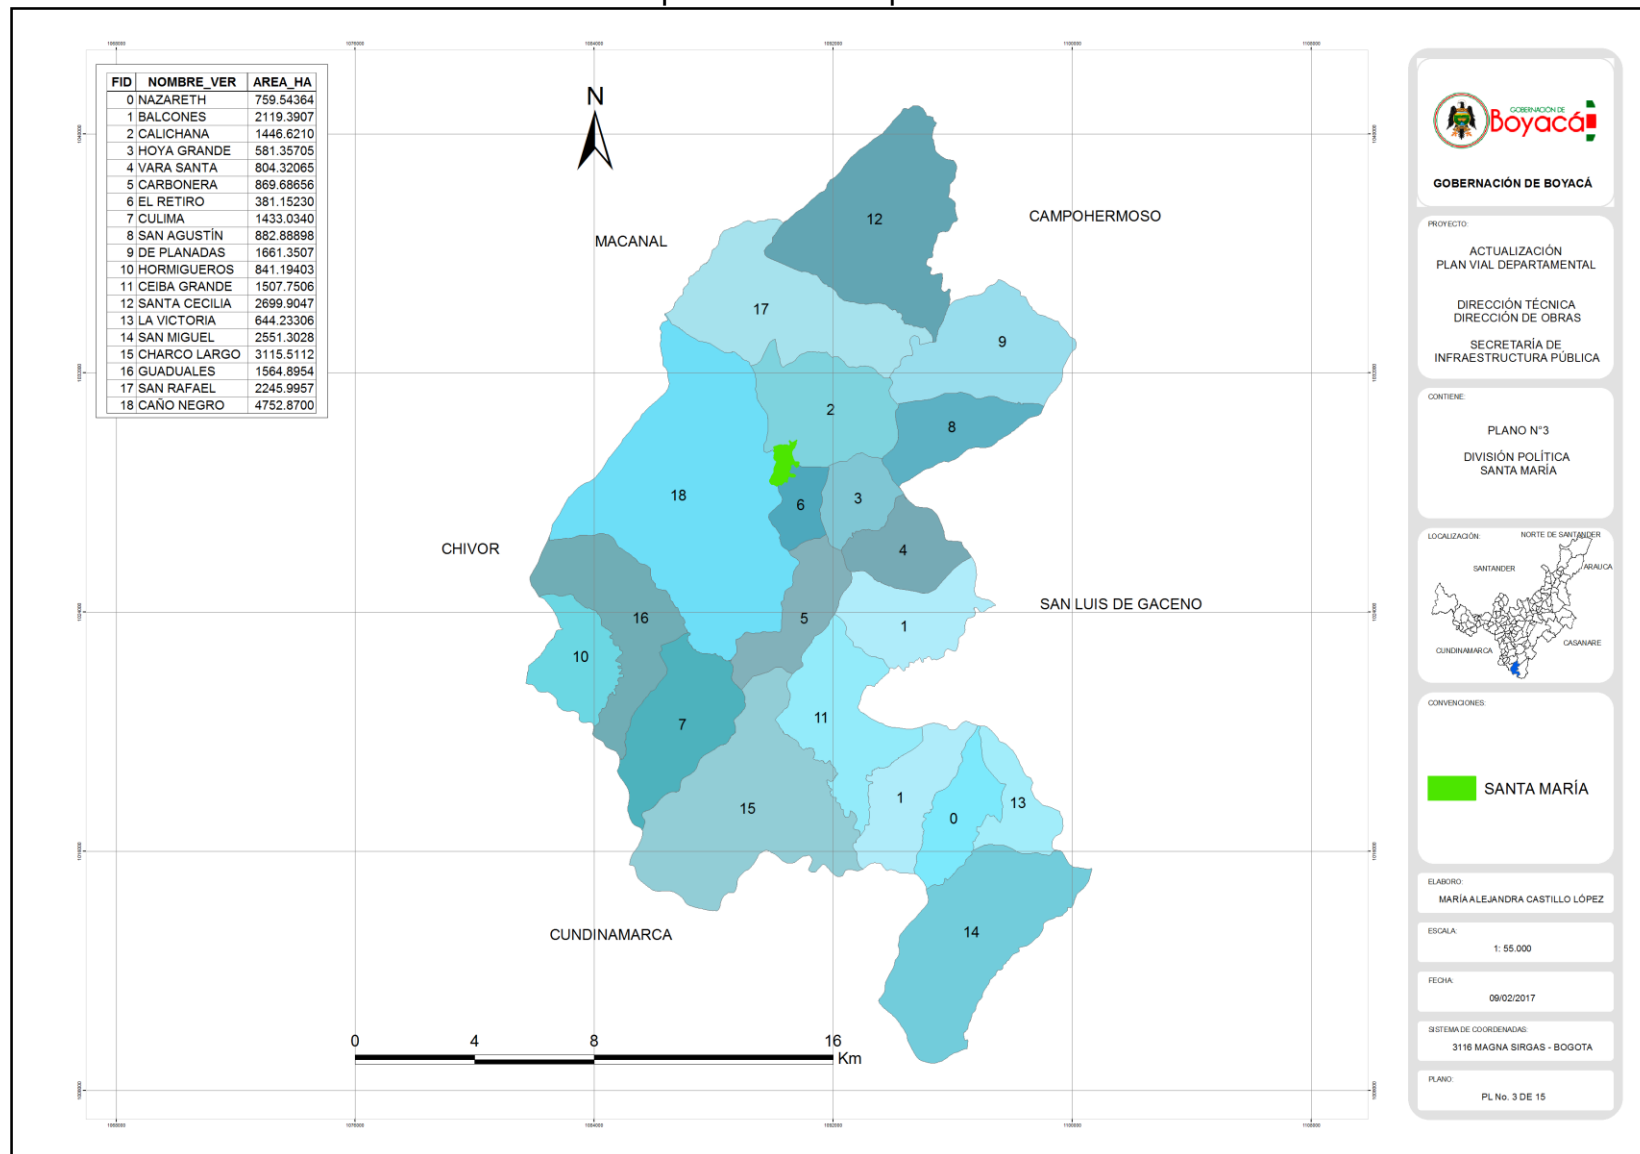 FID NOMBRE_VER AREA_HA
0 NAZARETH 759.54364
1 BALCONES 2119.3907
2 CALICHANA 1446.6210
3 HOYA GRANDE 581.35705
4 VARA SANTA 804.32065
5 CARBONERA 869.68656
6 EL RETIRO 381.15230
7 CULIMA 1433.0340
8 SAN AGUSTÍN 882.88898
9 DE PLANADAS 1661.3507
10 HORMIGUEROS 841.19403
11 CEIBA GRANDE 1507.7506
12 SANTA CECILIA 2699.9047
13 LA VICTORIA 644.23306
14 SAN MIGUEL 2551.3028
15 CHARCO LARGO 3115.5112
16 GUADUALES 1564.8954
17 SAN RAFAEL 2245.9957
18 CAÑO NEGRO 4752.8700
N
12
CAMPOHERMOSO
MACANAL
17
9
2
8
18
6
3
CHIVOR
4
SAN LUIS DE GACENO
16
5
1
10
7
11
15
1
0
13
14
CUNDINAMARCA
0 4 8 16
Km
GOBERNACIÓN DE
Boyacá
GOBERNACIÓN DE BOYACÁ
PROYECTO:
ACTUALIZACIÓN
PLAN VIAL DEPARTAMENTAL
DIRECCIÓN TÉCNICA
DIRECCIÓN DE OBRAS
SECRETARÍA DE
INFRAESTRUCTURA PÚBLICA
CONTIENE:
PLANO N°3
DIVISIÓN POLÍTICA
SANTA MARÍA
LOCALIZACIÓN:
NORTE DE SANTANDER
SANTANDER
ARAUCA
CASANARE
CUNDINAMARCA
CONVENCIONES:
SANTA MARÍA
ELABORO:
MARÍA ALEJANDRA CASTILLO LÓPEZ
ESCALA:
1: 55.000
FECHA:
09/02/2017
SISTEMA DE COORDENADAS:
3116 MAGNA SIRGAS - BOGOTA
PLANO:
PL No. 3 DE 15